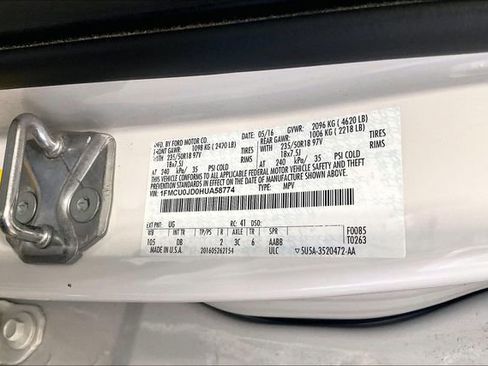 MFD. BY FORD MOTOR CO.
05/16 GVWR: 2096 KG ( 4620 LB)
FRONT GAWR: 1098 KG ( 2420 LB) REAR GAWR: 1006 KG ( 2218 LB)
WITH 235/50R18 97V TIRES WITH 235/50R18 97V TIRES
18x7.5J RIMS 18x7.5J RIMS
AT 240 kPa/ 35 PSI COLD AT 240 kPa/ 35 PSI COLD
THIS VEHICLE CONFORMS TO ALL APPLICABLE FEDERAL MOTOR VEHICLE SAFETY
AND THEFT PREVENTION STANDARDS IN EFFECT ON THE DATE OF MANUFACTURE SHOWN ABOVE.
VIN: 1FMCU0JD0HUA58774
TYPE: MPV
EXT PNT: UG RC: 41 DSO: F0085
WB INT TR TP/PS R AXLE TR SPR T0263
105 DB 2 3C 6 AABB
MADE IN U.S.A. 201605262154 ULC 5U5A-3520472-AA